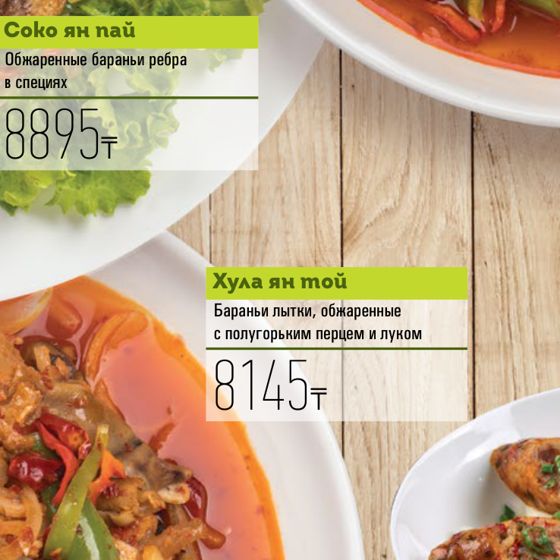 Соко ян пай
Обжаренные бараньи ребра
в специях
8895₸
Хула ян той
Бараньи лытки, обжаренные
с полугорьким перцем и луком
8145₸